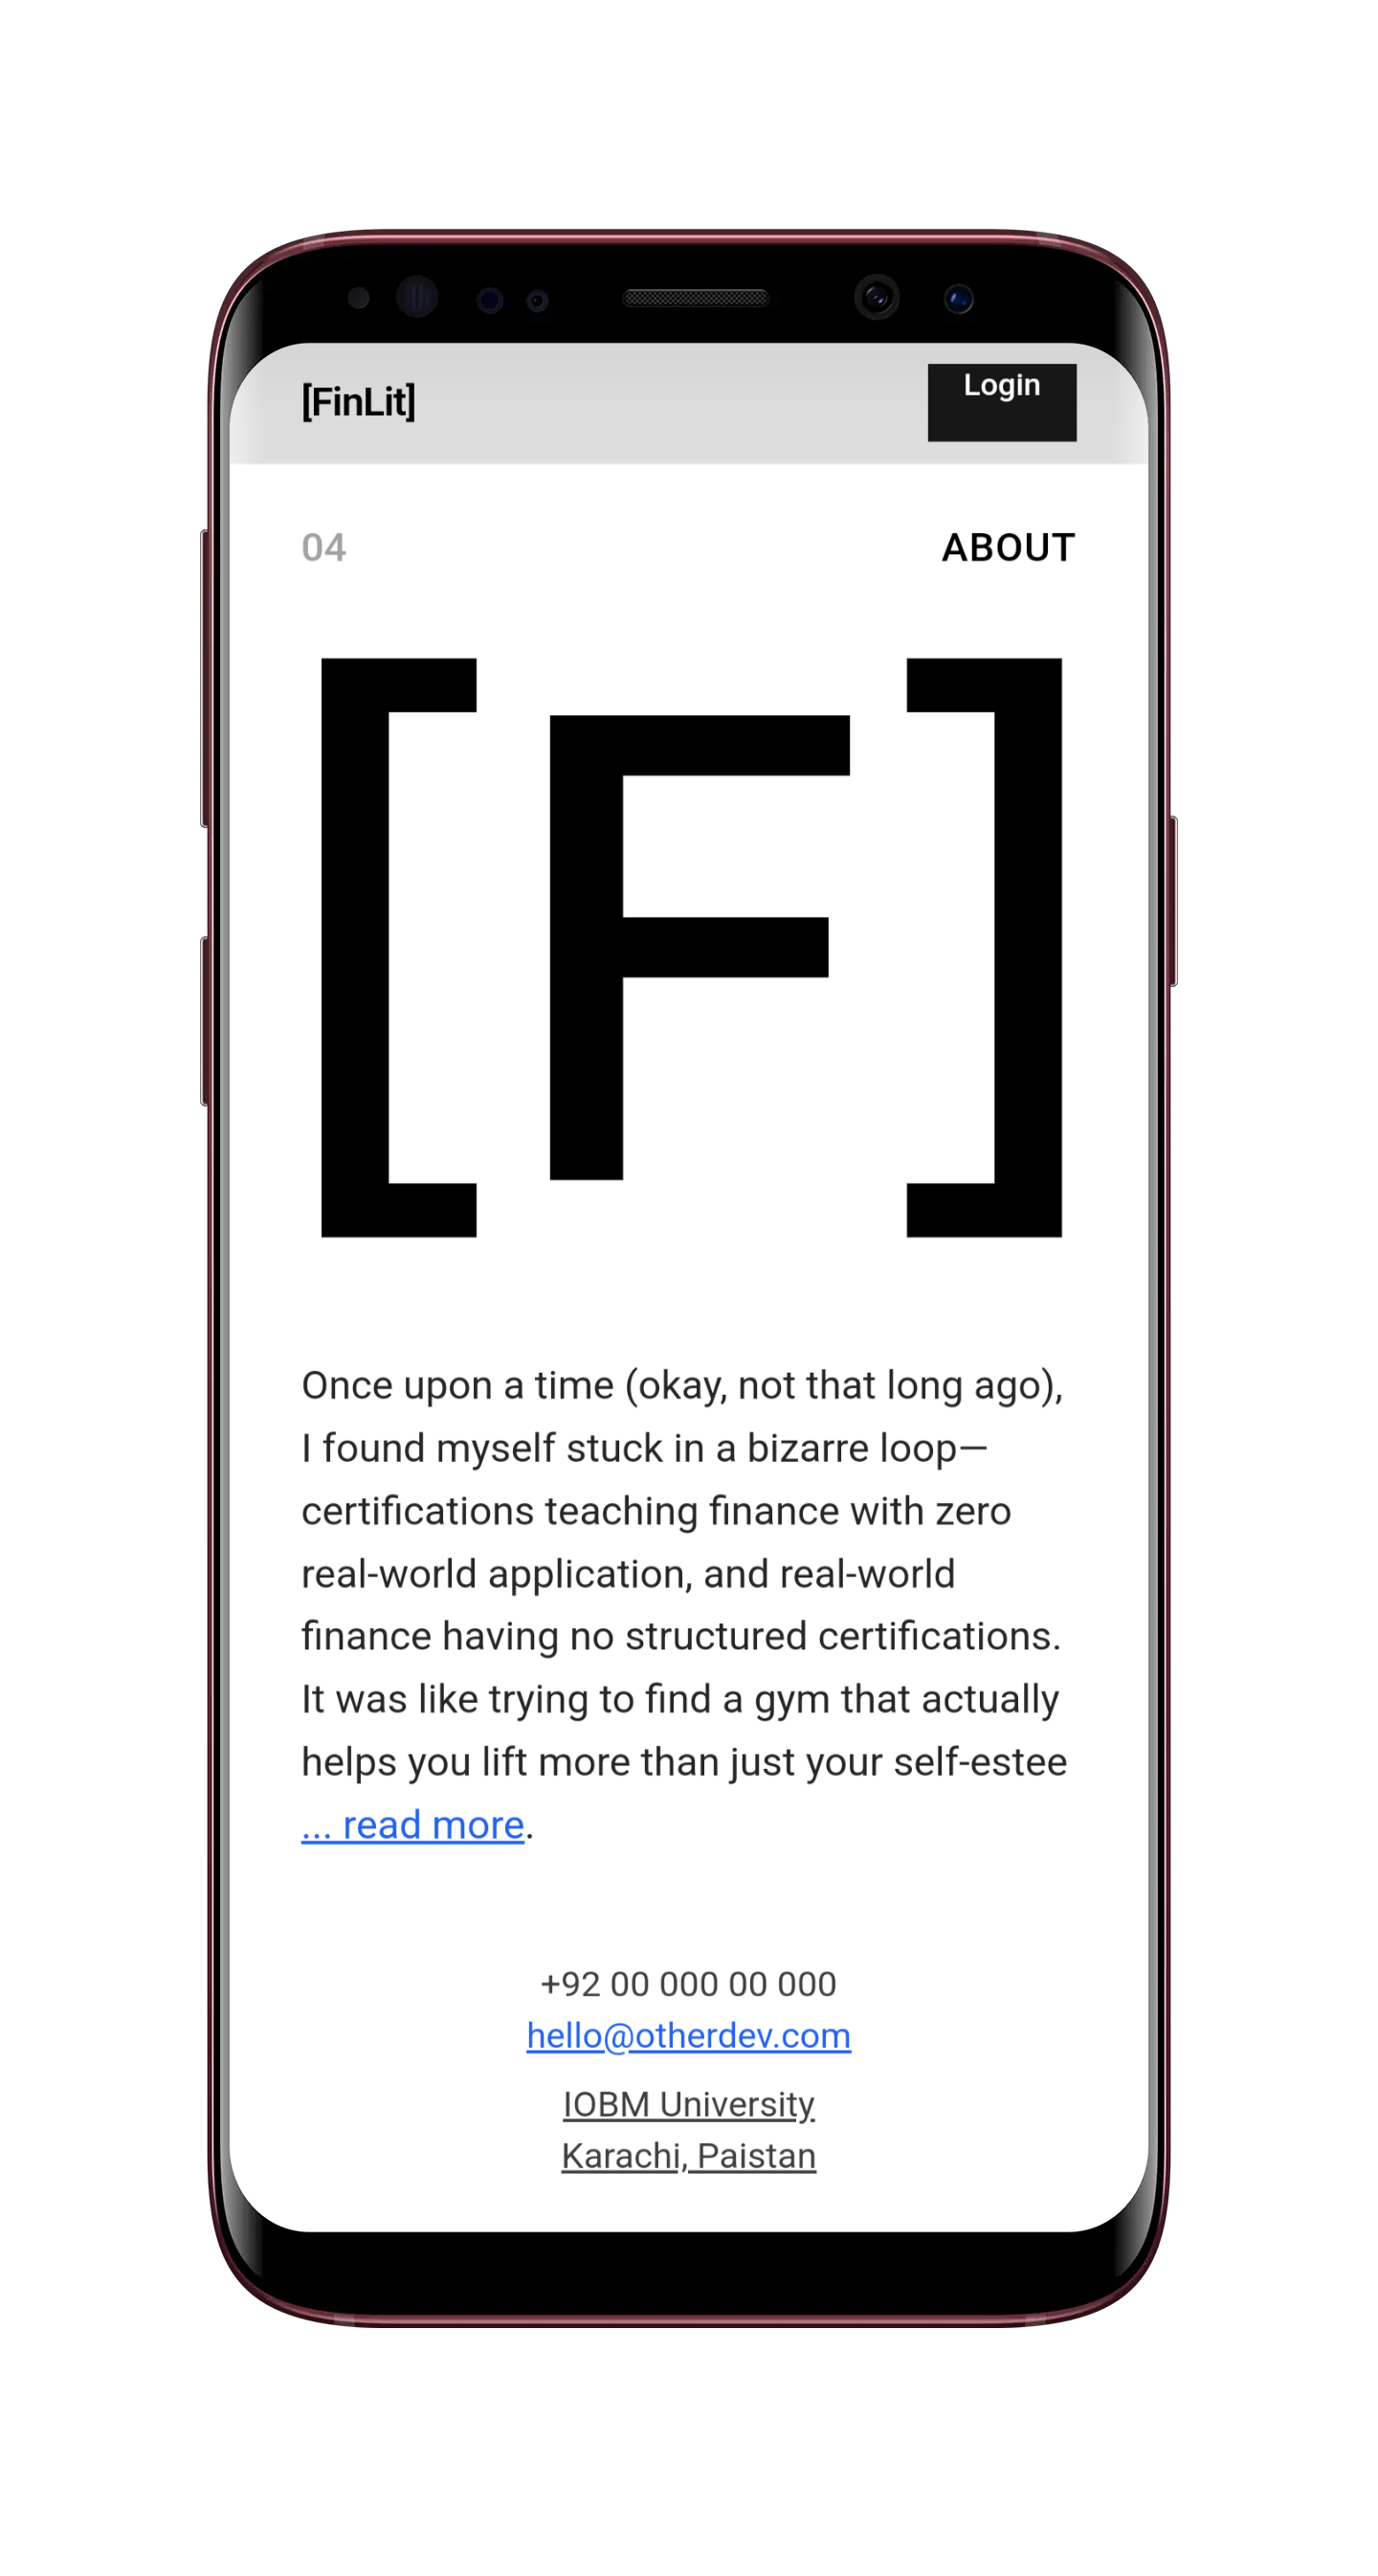 [FinLit]
Login
04
ABOUT
[F]
Once upon a time (okay, not that long ago),
I found myself stuck in a bizarre loop—
certifications teaching finance with zero
real-world application, and real-world
finance having no structured certifications.
It was like trying to find a gym that actually
helps you lift more than just your self-estee
... read more.
+92 00 000 00 000
hello@otherdev.com
IOBM University
Karachi, Paistan